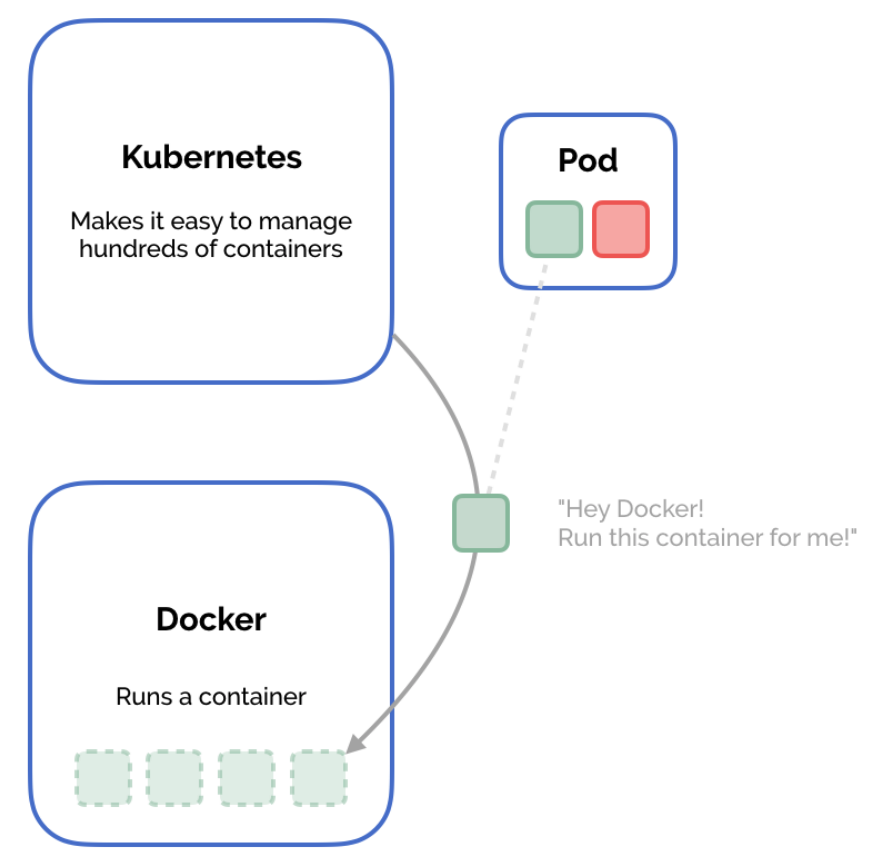 Kubernetes
Makes it easy to manage
hundreds of containers
Pod
"Hey Docker!
Run this container for me!"
Docker
Runs a container